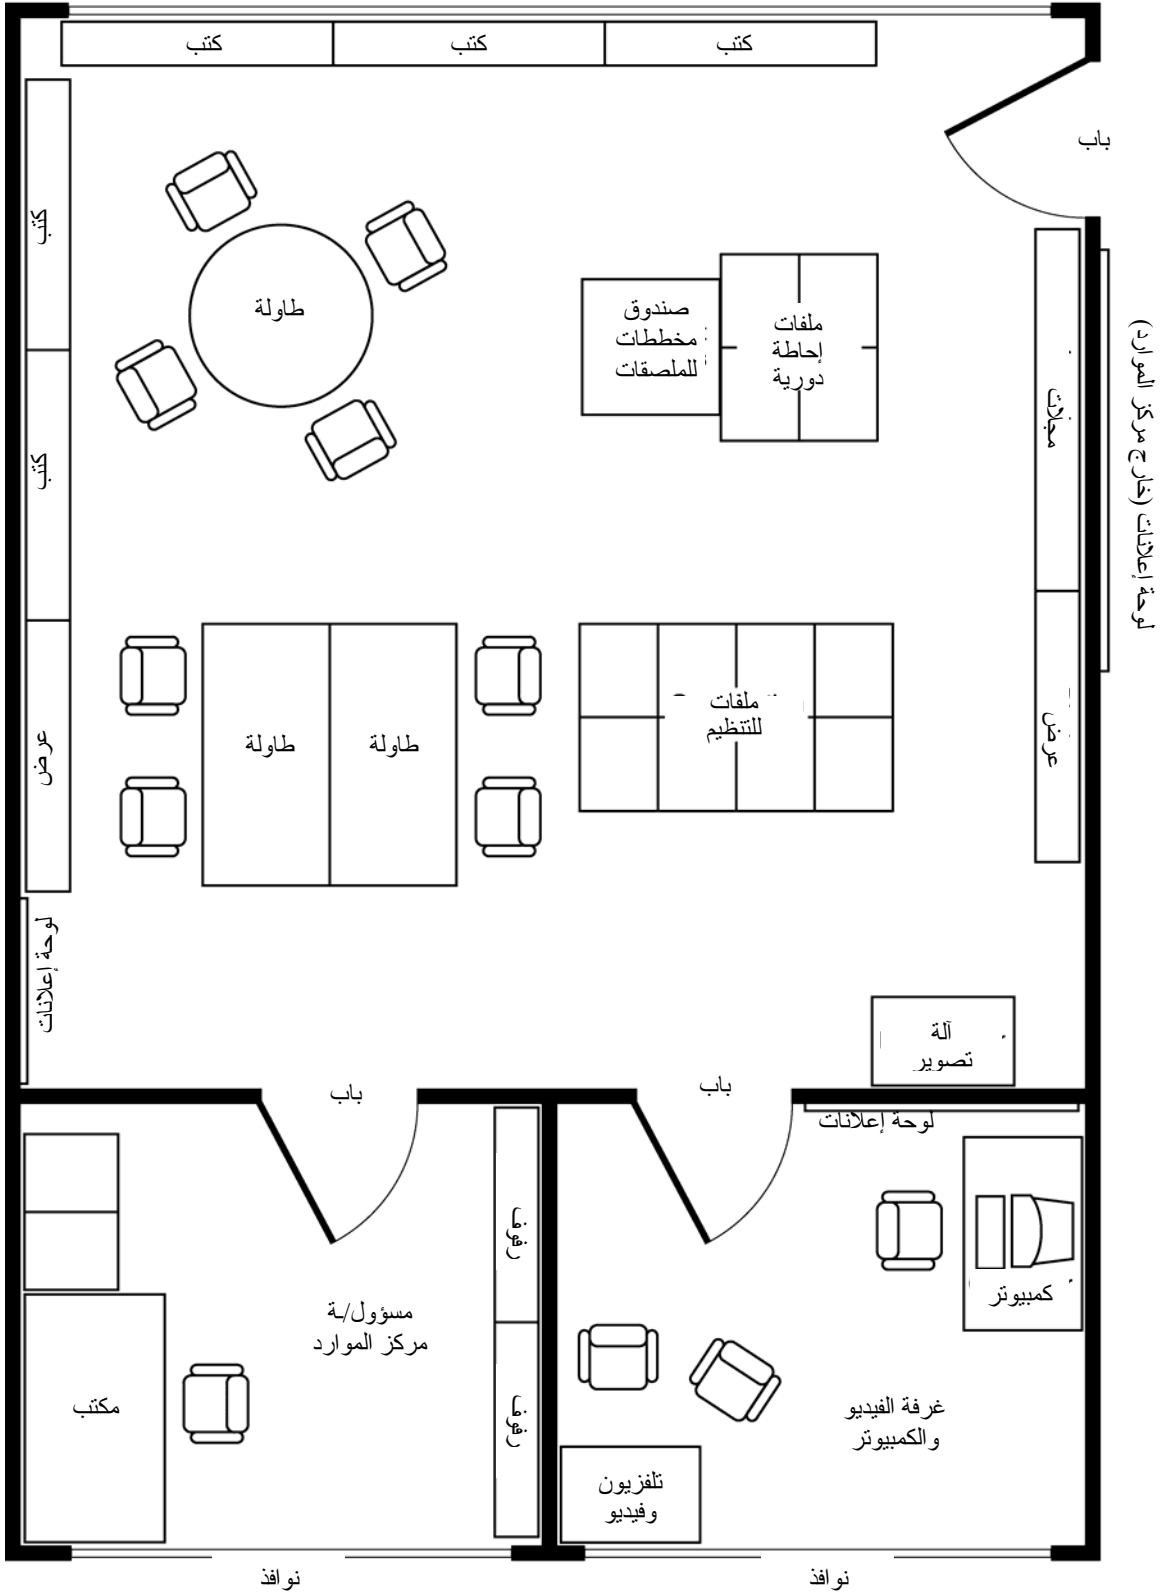 كتب
كتب
كتب
باب
كتب
طاولة
صندوق
مخططات
للملصقات
ملفات
إحاطة
دورية
مجلات
لوحة إعلانات (خارج مركز الموارد)
كتب
عرض
طاولة
طاولة
ملفات
للتنظيم
عرض
لوحة إعلانات
آلة
تصوير
باب
باب
لوحة إعلانات
رفوف
كمبيوتر
مسؤول/ـة
مركز الموارد
مكتب
رفوف
غرفة الفيديو
والكمبيوتر
تلفزيون
وفيديو
نوافذ
نوافذ